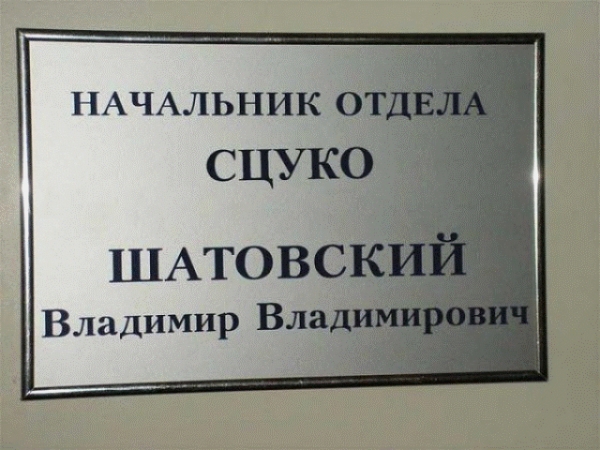 НАЧАЛЬНИК ОТДЕЛА
СЦУКО
ШАТОВСКИЙ
Владимир Владимирович